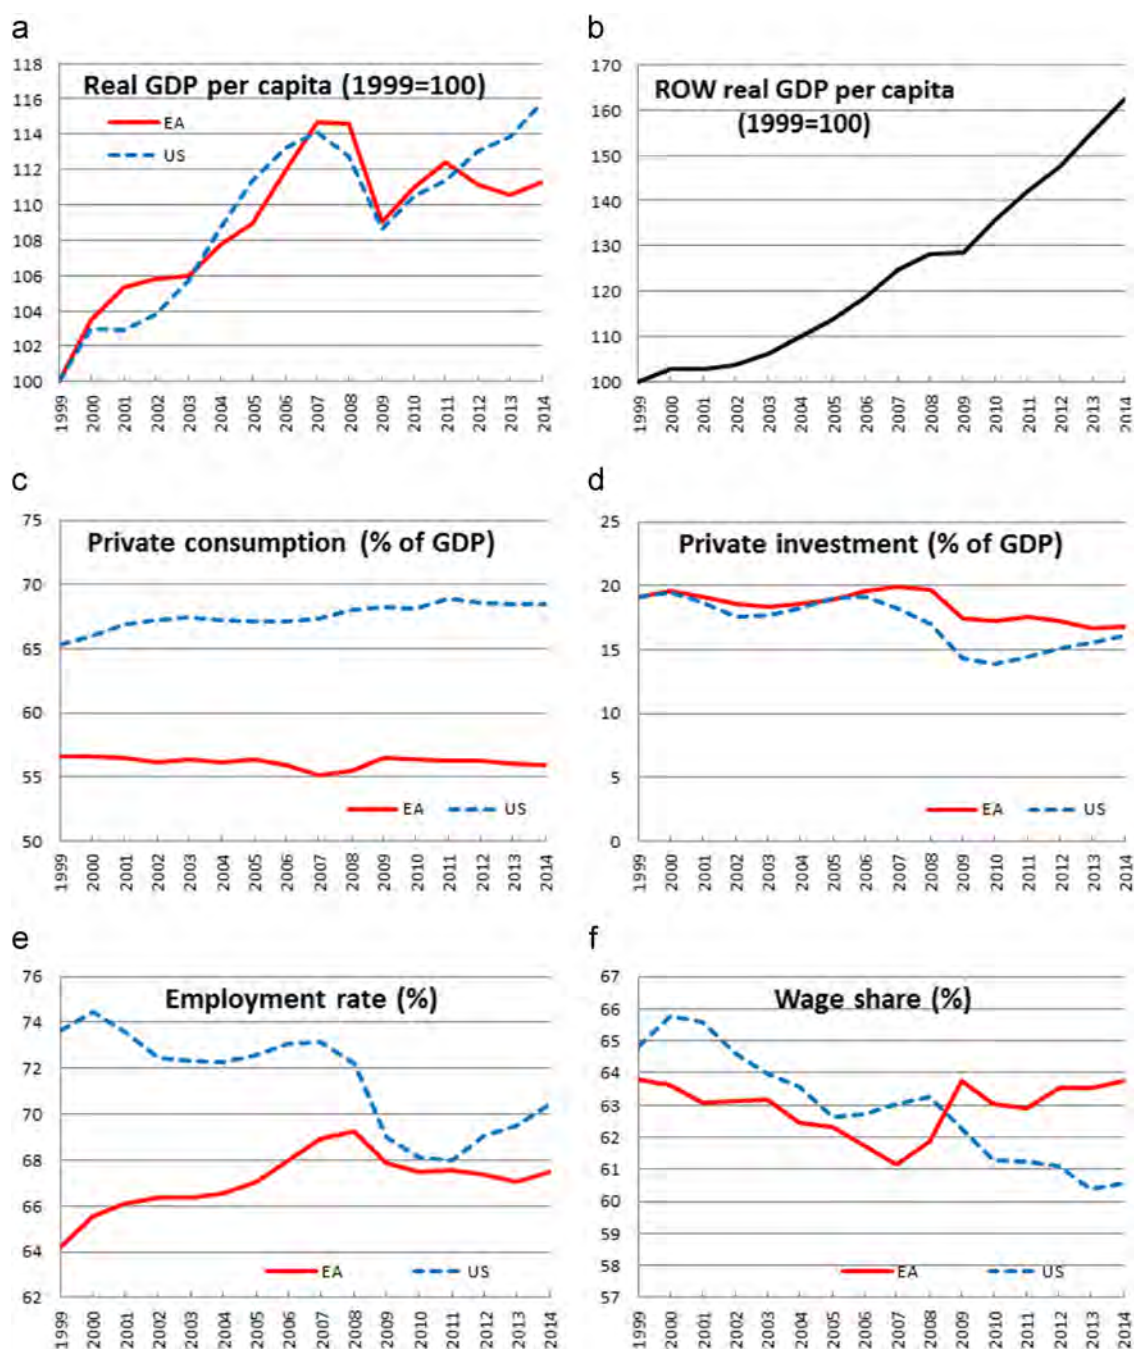 a
Real GDP per capita (1999=100)
EA
US
118
116
114
112
110
108
106
104
102
100
1999 2000 2001 2002 2003 2004 2005 2006 2007 2008 2009 2010 2011 2012 2013 2014
b
ROW real GDP per capita
(1999=100)
170
160
150
140
130
120
110
100
1999 2000 2001 2002 2003 2004 2005 2006 2007 2008 2009 2010 2011 2012 2013 2014
c
Private consumption (% of GDP)
75
70
65
60
55
50
EA US
1999 2000 2001 2002 2003 2004 2005 2006 2007 2008 2009 2010 2011 2012 2013 2014
d
Private investment (% of GDP)
25
20
15
10
5
0
EA US
1999 2000 2001 2002 2003 2004 2005 2006 2007 2008 2009 2010 2011 2012 2013 2014
e
Employment rate (%)
76
74
72
70
68
66
64
62
EA US
1999 2000 2001 2002 2003 2004 2005 2006 2007 2008 2009 2010 2011 2012 2013 2014
f
Wage share (%)
67
66
65
64
63
62
61
60
59
58
57
EA US
1999 2000 2001 2002 2003 2004 2005 2006 2007 2008 2009 2010 2011 2012 2013 2014